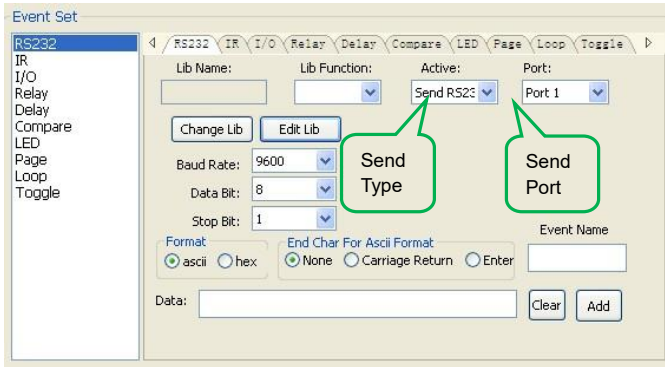 Event Set
RS232
IR
I/O
Relay
Delay
Compare
LED
Page
Loop
Toggle
RS232 IR I/O Relay Delay Compare LED Page Loop Toggle
Lib Name: Lib Function: Active: Port:
Send RS23 Port 1
Change Lib Edit Lib
Baud Rate: 9600
Data Bit: 8
Stop Bit: 1
Send
Type
Send
Port
Format End Char For Ascii Format Event Name
ascii hex None Carriage Return Enter
Data: Clear Add